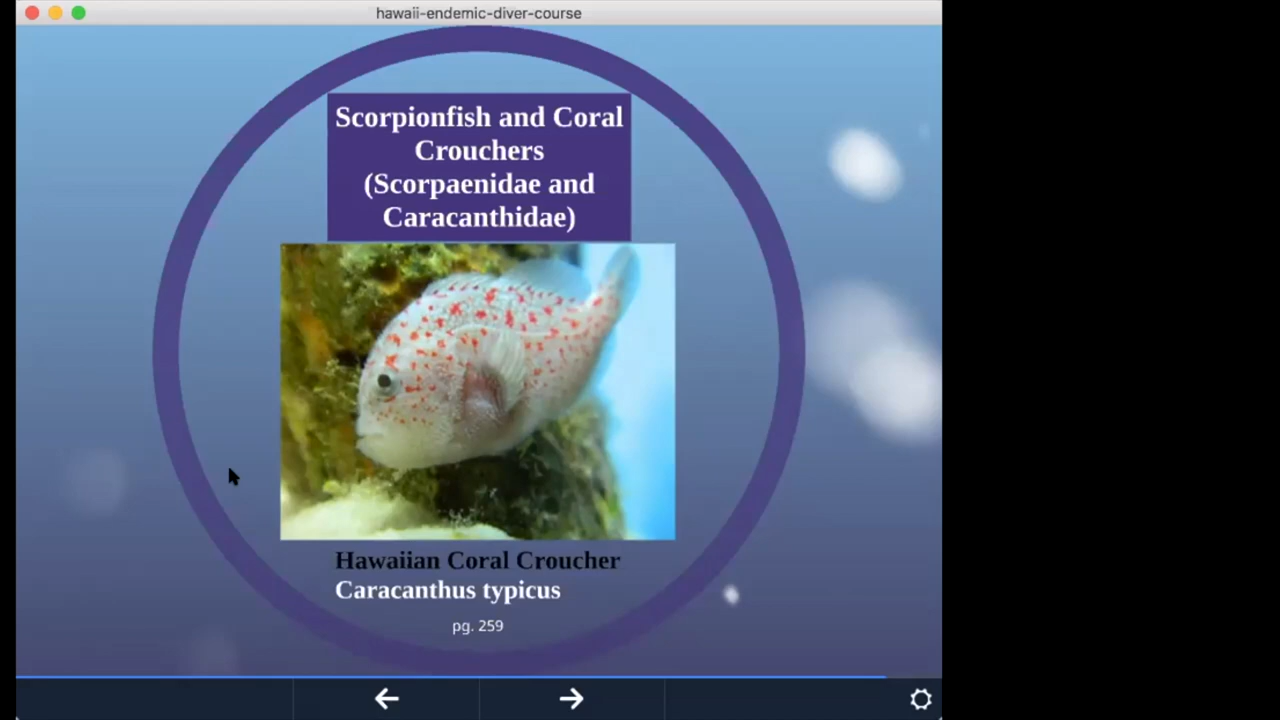 hawaii-endemic-diver-course
Scorpionfish and Coral
Crouchers
(Scorpaenidae and
Caracanthidae)
Hawaiian Coral Croucher
Caracanthus typicus
pg. 259